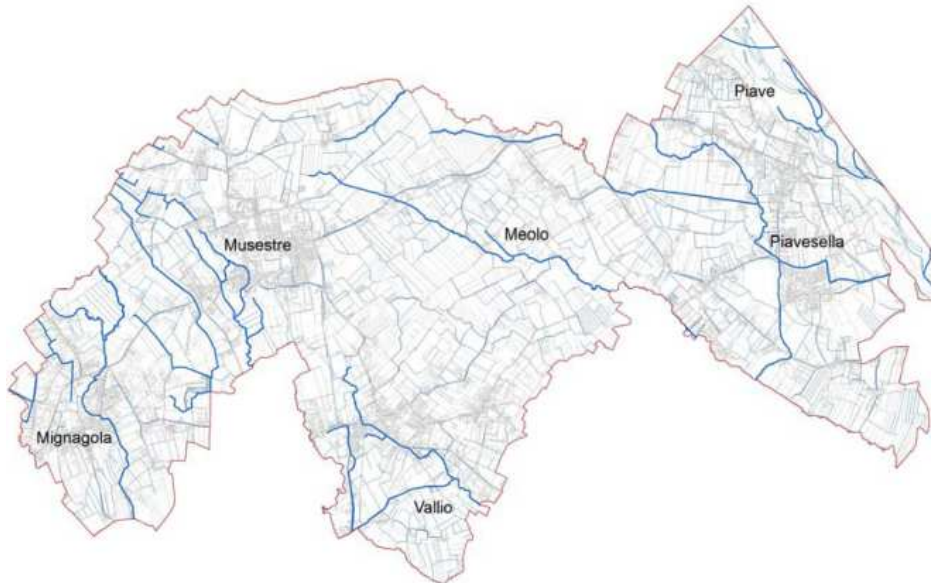 Piave
Musestre
Meolo
Piavesella
Mignagola
Vallio